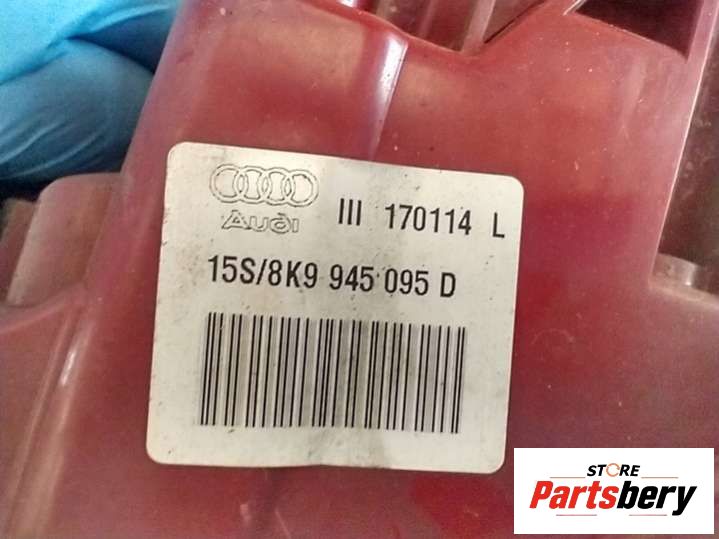 III 170114 L
Audi
15S/8K9 945 095 D
STORE
Partsbery